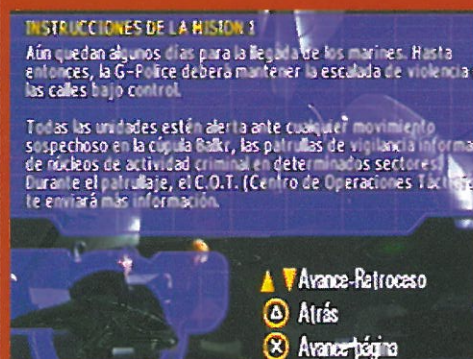 INSTRUCCIONES DE LA MISION 1
Aún quedan algunos días para la llegada de los marines. Hasta
entonces, la G-Police deberá mantener la escalada de violencia
las calles bajo control.
Todas las unidades estén alerta ante cualquier movimiento
sospechoso en la cúpula Balkr, las patrullas de vigilancia informa
de núcleos de actividad criminal en determinados sectores.
Durante el patrullaje, el C.O.T. (Centro de Operaciones
te enviará más información.
Avance-Retroceso
Atrás
Avance página